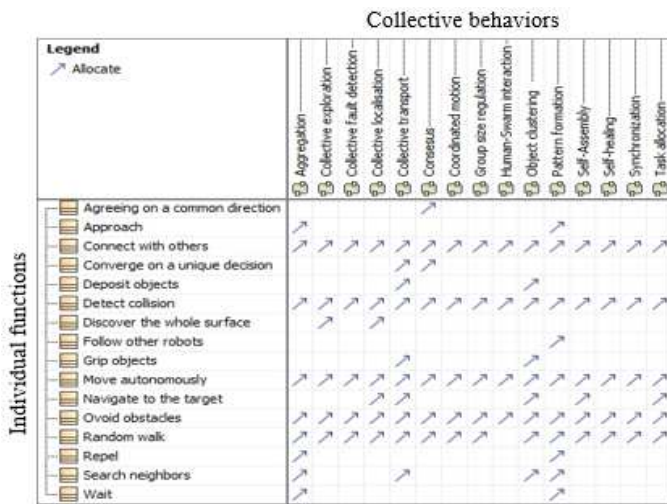 Collective behaviors
Legend
Allocate
Aggregation
Collective exploration
Collective fault detection
Collective localisation
Collective transport
Consesus
Coordinated motion
Group size regulation
Human-Swarm interaction
Object clustering
Pattern formation
Self-Assembly
Self-healing
Synchronization
Task allocation
Individual functions
Agreeing on a common direction
Approach
Connect with others
Converge on a unique decision
Deposit objects
Detect collision
Discover the whole surface
Follow other robots
Grip objects
Move autonomously
Navigate to the target
Ovoid obstacles
Random walk
Repel
Search neighbors
Wait